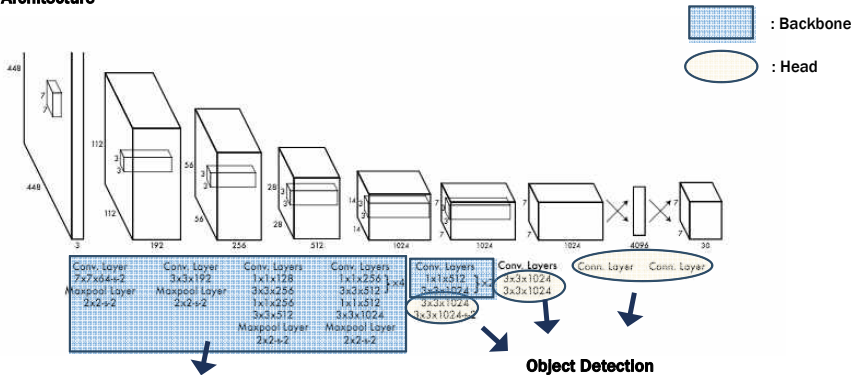 Architecture
: Backbone
: Head
448
448
7
7
3
112
112
3
3
192
56
56
3
3
256
28
28
3
3
512
14
14
3
3
1024
7
7
3
3
1024
7
7
1024
4096
7
7
30
Conv. Layer
7x7x64-s-2
Maxpool Layer
2x2-s-2
Conv. Layer
3x3x192
Maxpool Layer
2x2-s-2
Conv. Layers
1x1x128
3x3x256
1x1x256
3x3x512
Maxpool Layer
2x2-s-2
Conv. Layers
1x1x256
3x3x512
}x4
1x1x512
3x3x1024
Maxpool Layer
2x2-s-2
Conv. Layers
1x1x512
3x3x1024
}x2
3x3x1024
3x3x1024-s-2
Conv. Layers
3x3x1024
3x3x1024
Conn. Layer
Conn. Layer
Object Detection